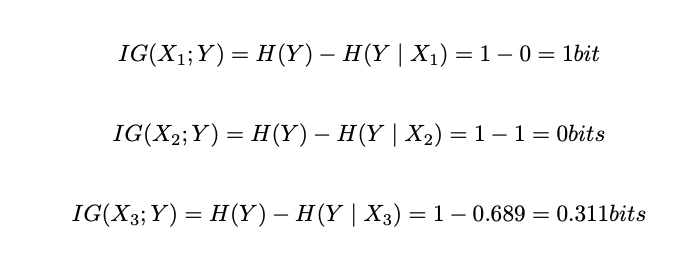 IG(X₁; Y) = H(Y) − H(Y | X₁) = 1 − 0 = 1bit
IG(X₂; Y) = H(Y) − H(Y | X₂) = 1 − 1 = 0bits
IG(X₃; Y) = H(Y) − H(Y | X₃) = 1 − 0.689 = 0.311bits